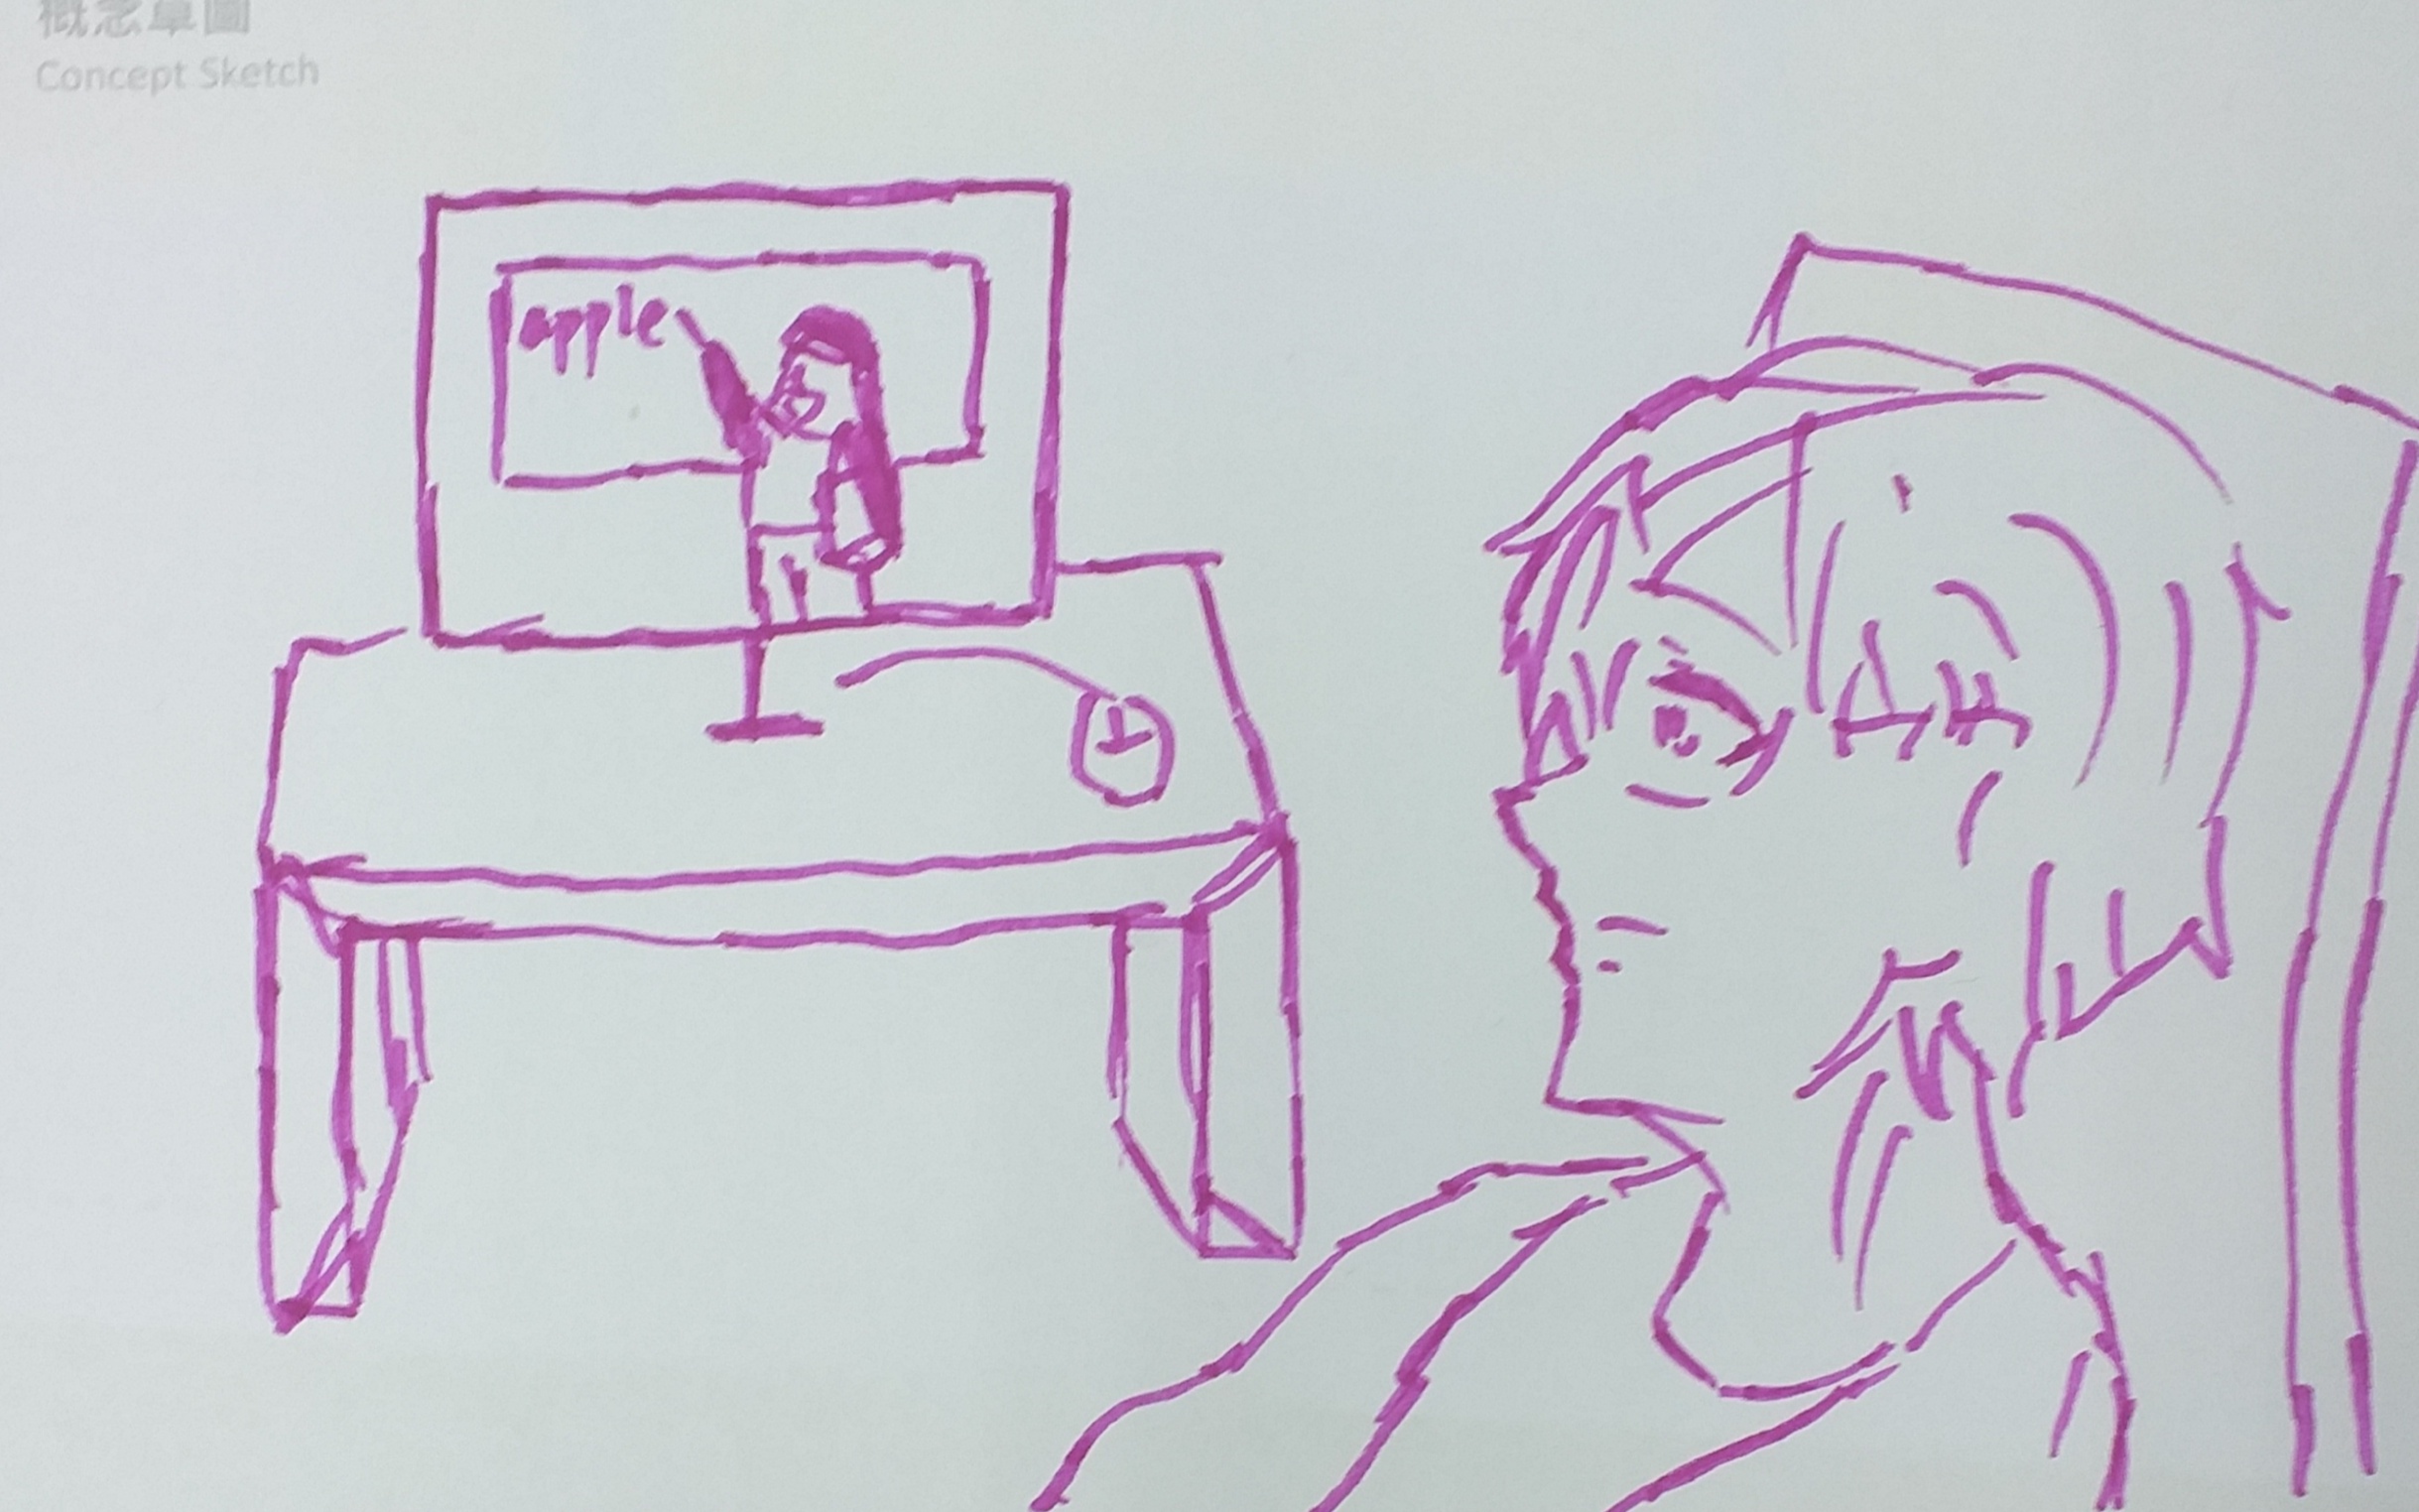 概念草圖
Concept Sketch
apple